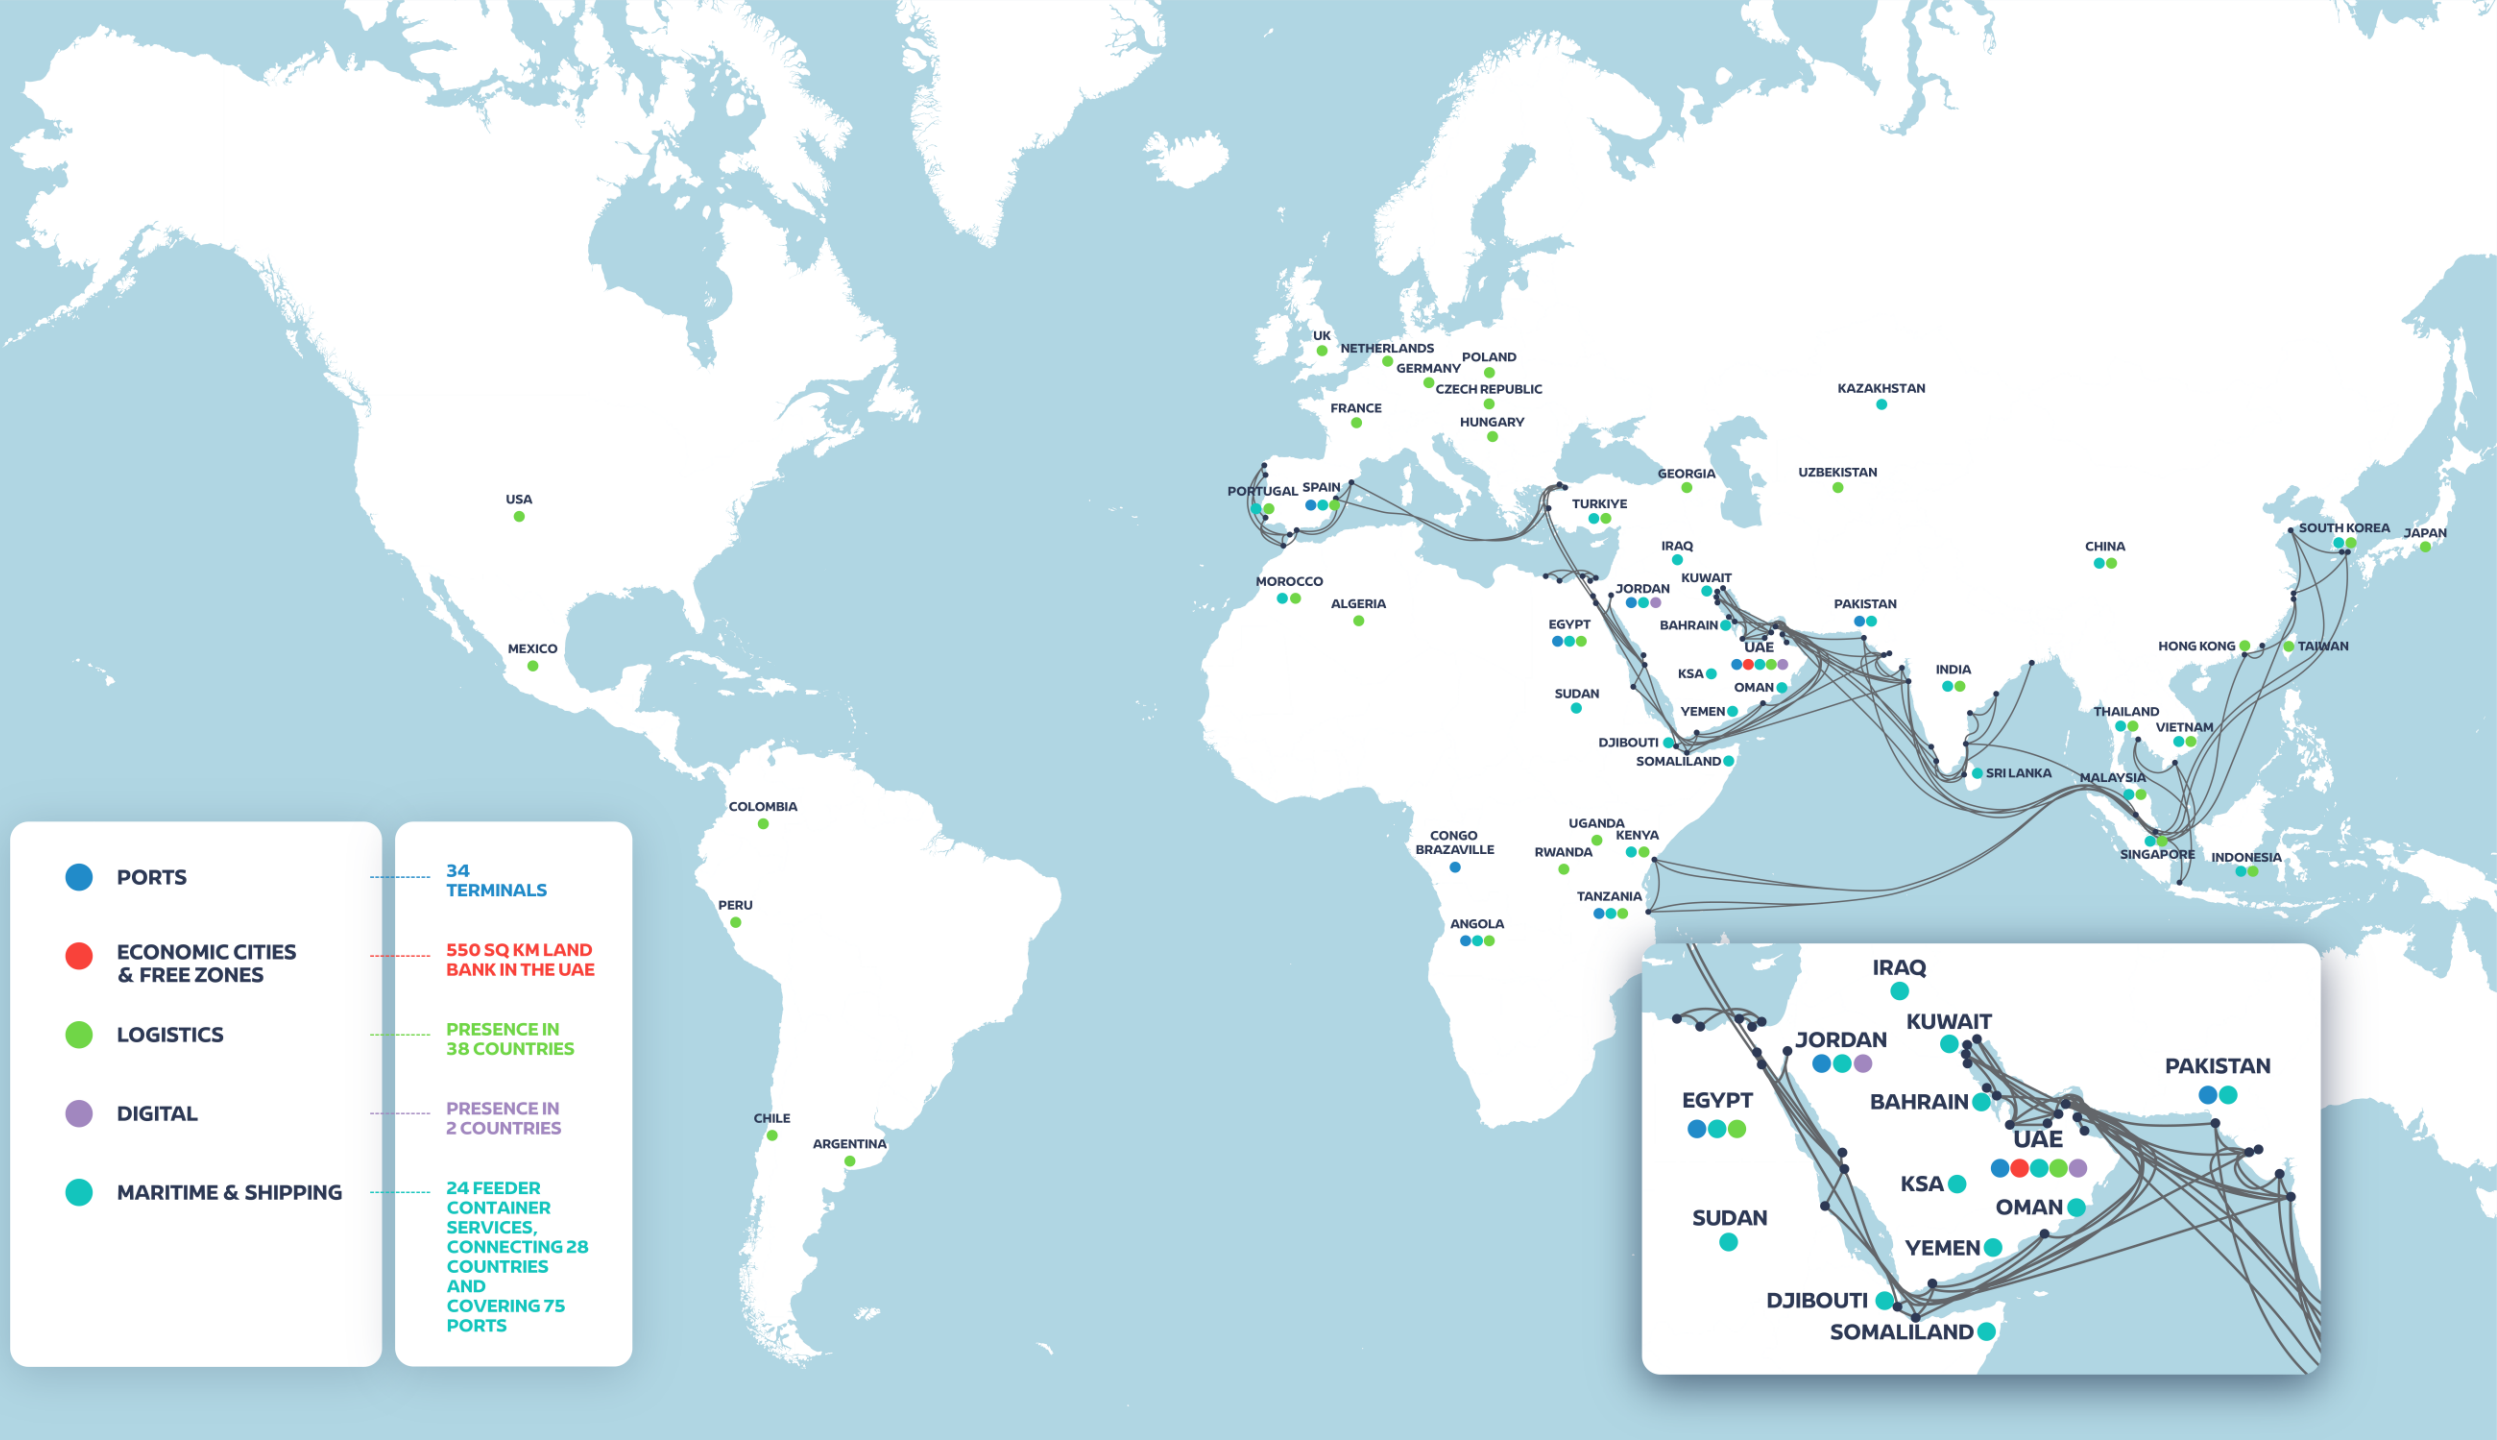 UK
NETHERLANDS
POLAND
GERMANY
CZECH REPUBLIC
KAZAKHSTAN
FRANCE
HUNGARY
GEORGIA
UZBEKISTAN
PORTUGAL
SPAIN
USA
TURKIYE
SOUTH KOREA
JAPAN
IRAQ
CHINA
MOROCCO
KUWAIT
JORDAN
ALGERIA
PAKISTAN
EGYPT
BAHRAIN
UAE
HONG KONG
TAIWAN
MEXICO
KSA
INDIA
OMAN
SUDAN
YEMEN
THAILAND
VIETNAM
DJIBOUTI
SOMALILAND
SRI LANKA
MALAYSIA
COLOMBIA
UGANDA
CONGO
BRAZAVILLE
KENYA
RWANDA
SINGAPORE
INDONESIA
TANZANIA
PERU
ANGOLA
CHILE
ARGENTINA
PORTS
34
TERMINALS
ECONOMIC CITIES
& FREE ZONES
550 SQ KM LAND
BANK IN THE UAE
LOGISTICS
PRESENCE IN
38 COUNTRIES
DIGITAL
PRESENCE IN
2 COUNTRIES
MARITIME & SHIPPING
24 FEEDER
CONTAINER
SERVICES,
CONNECTING 28
COUNTRIES
AND
COVERING 75
PORTS
IRAQ
KUWAIT
JORDAN
PAKISTAN
EGYPT
BAHRAIN
UAE
KSA
OMAN
SUDAN
YEMEN
DJIBOUTI
SOMALILAND